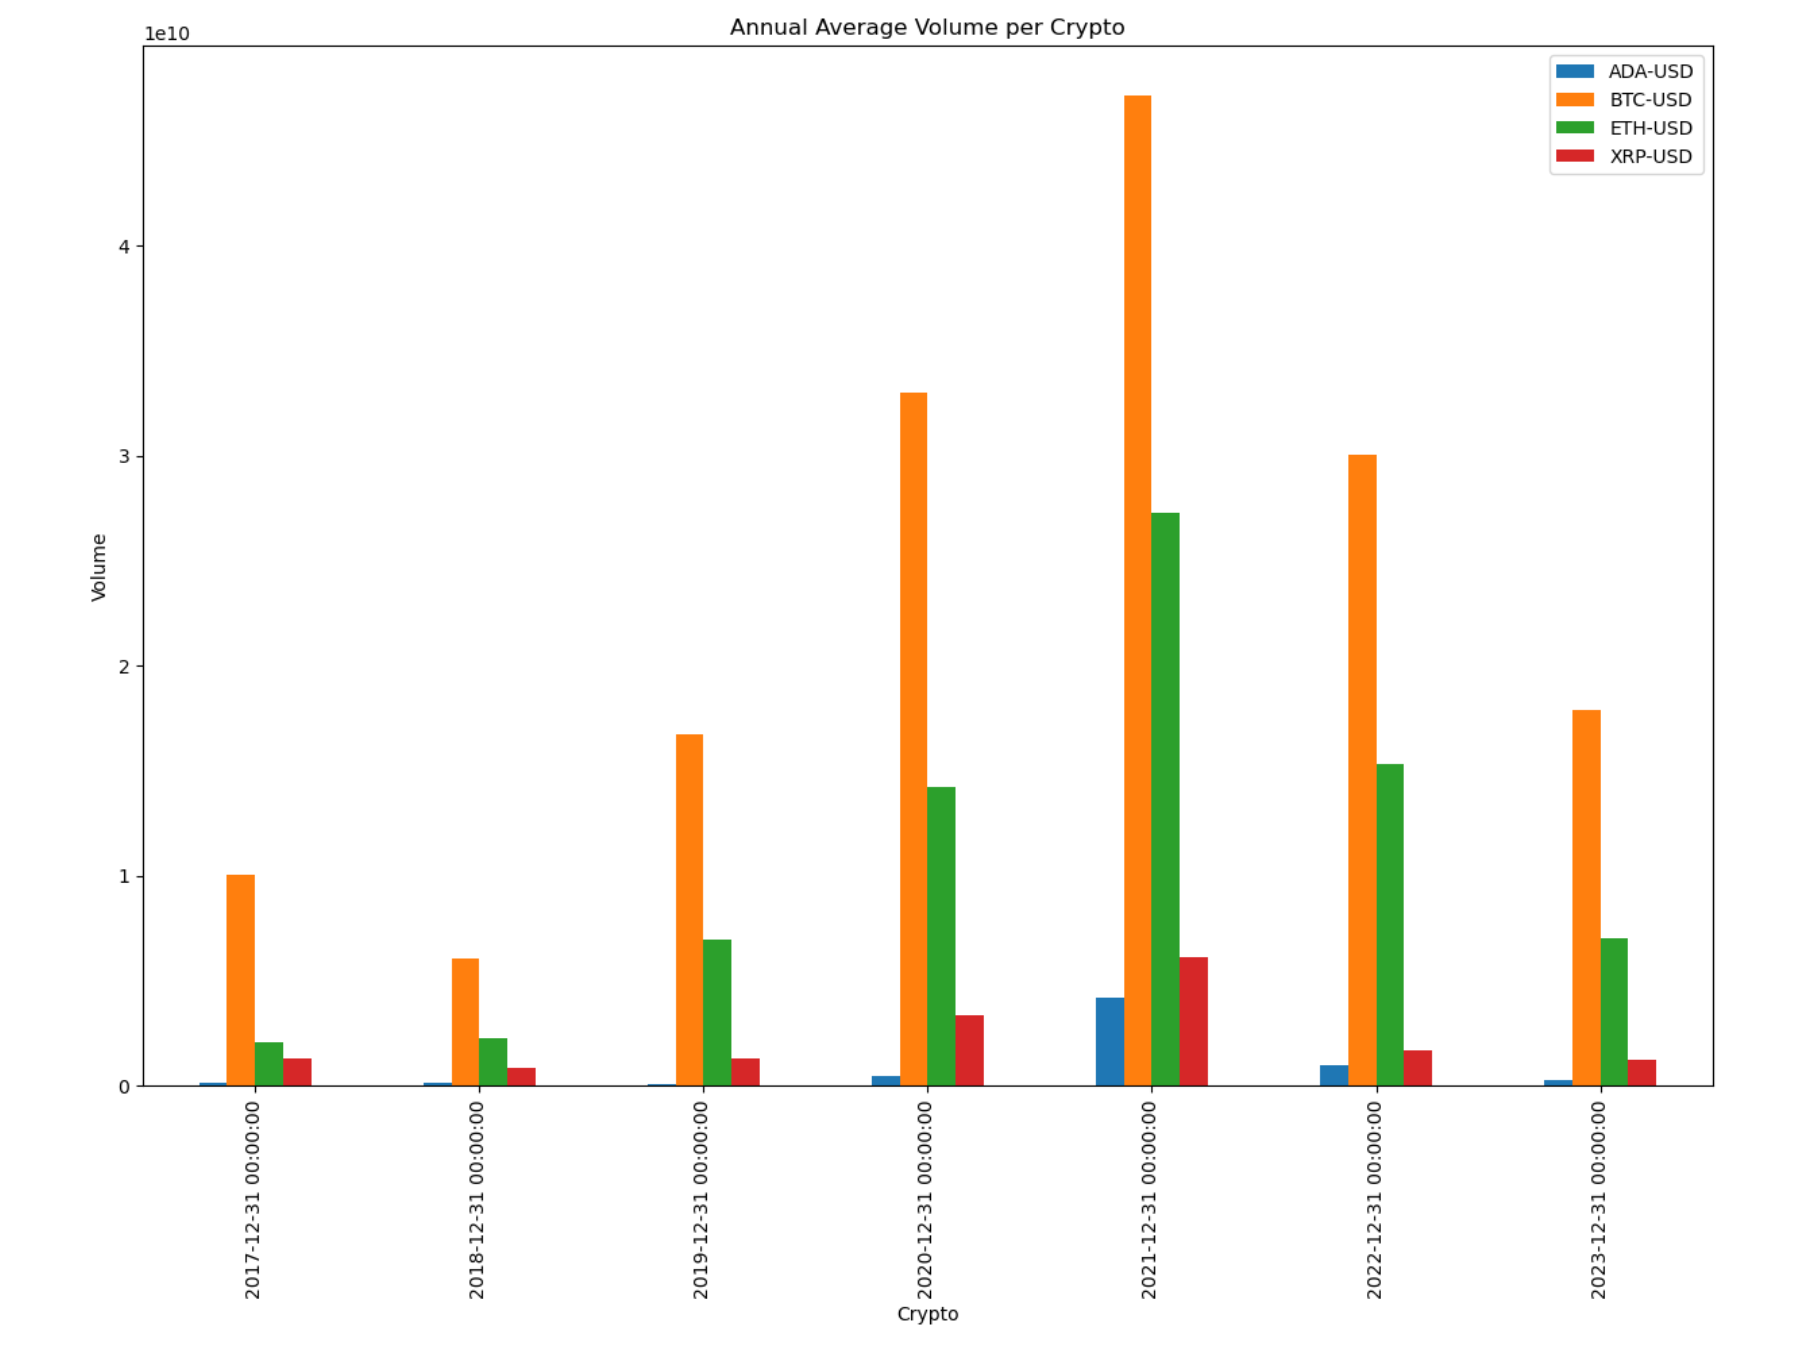 Annual Average Volume per Crypto
1e10
ADA-USD
BTC-USD
ETH-USD
XRP-USD
4
3
2
1
0
Volume
2017-12-31 00:00:00
2018-12-31 00:00:00
2019-12-31 00:00:00
2020-12-31 00:00:00
2021-12-31 00:00:00
2022-12-31 00:00:00
2023-12-31 00:00:00
Crypto